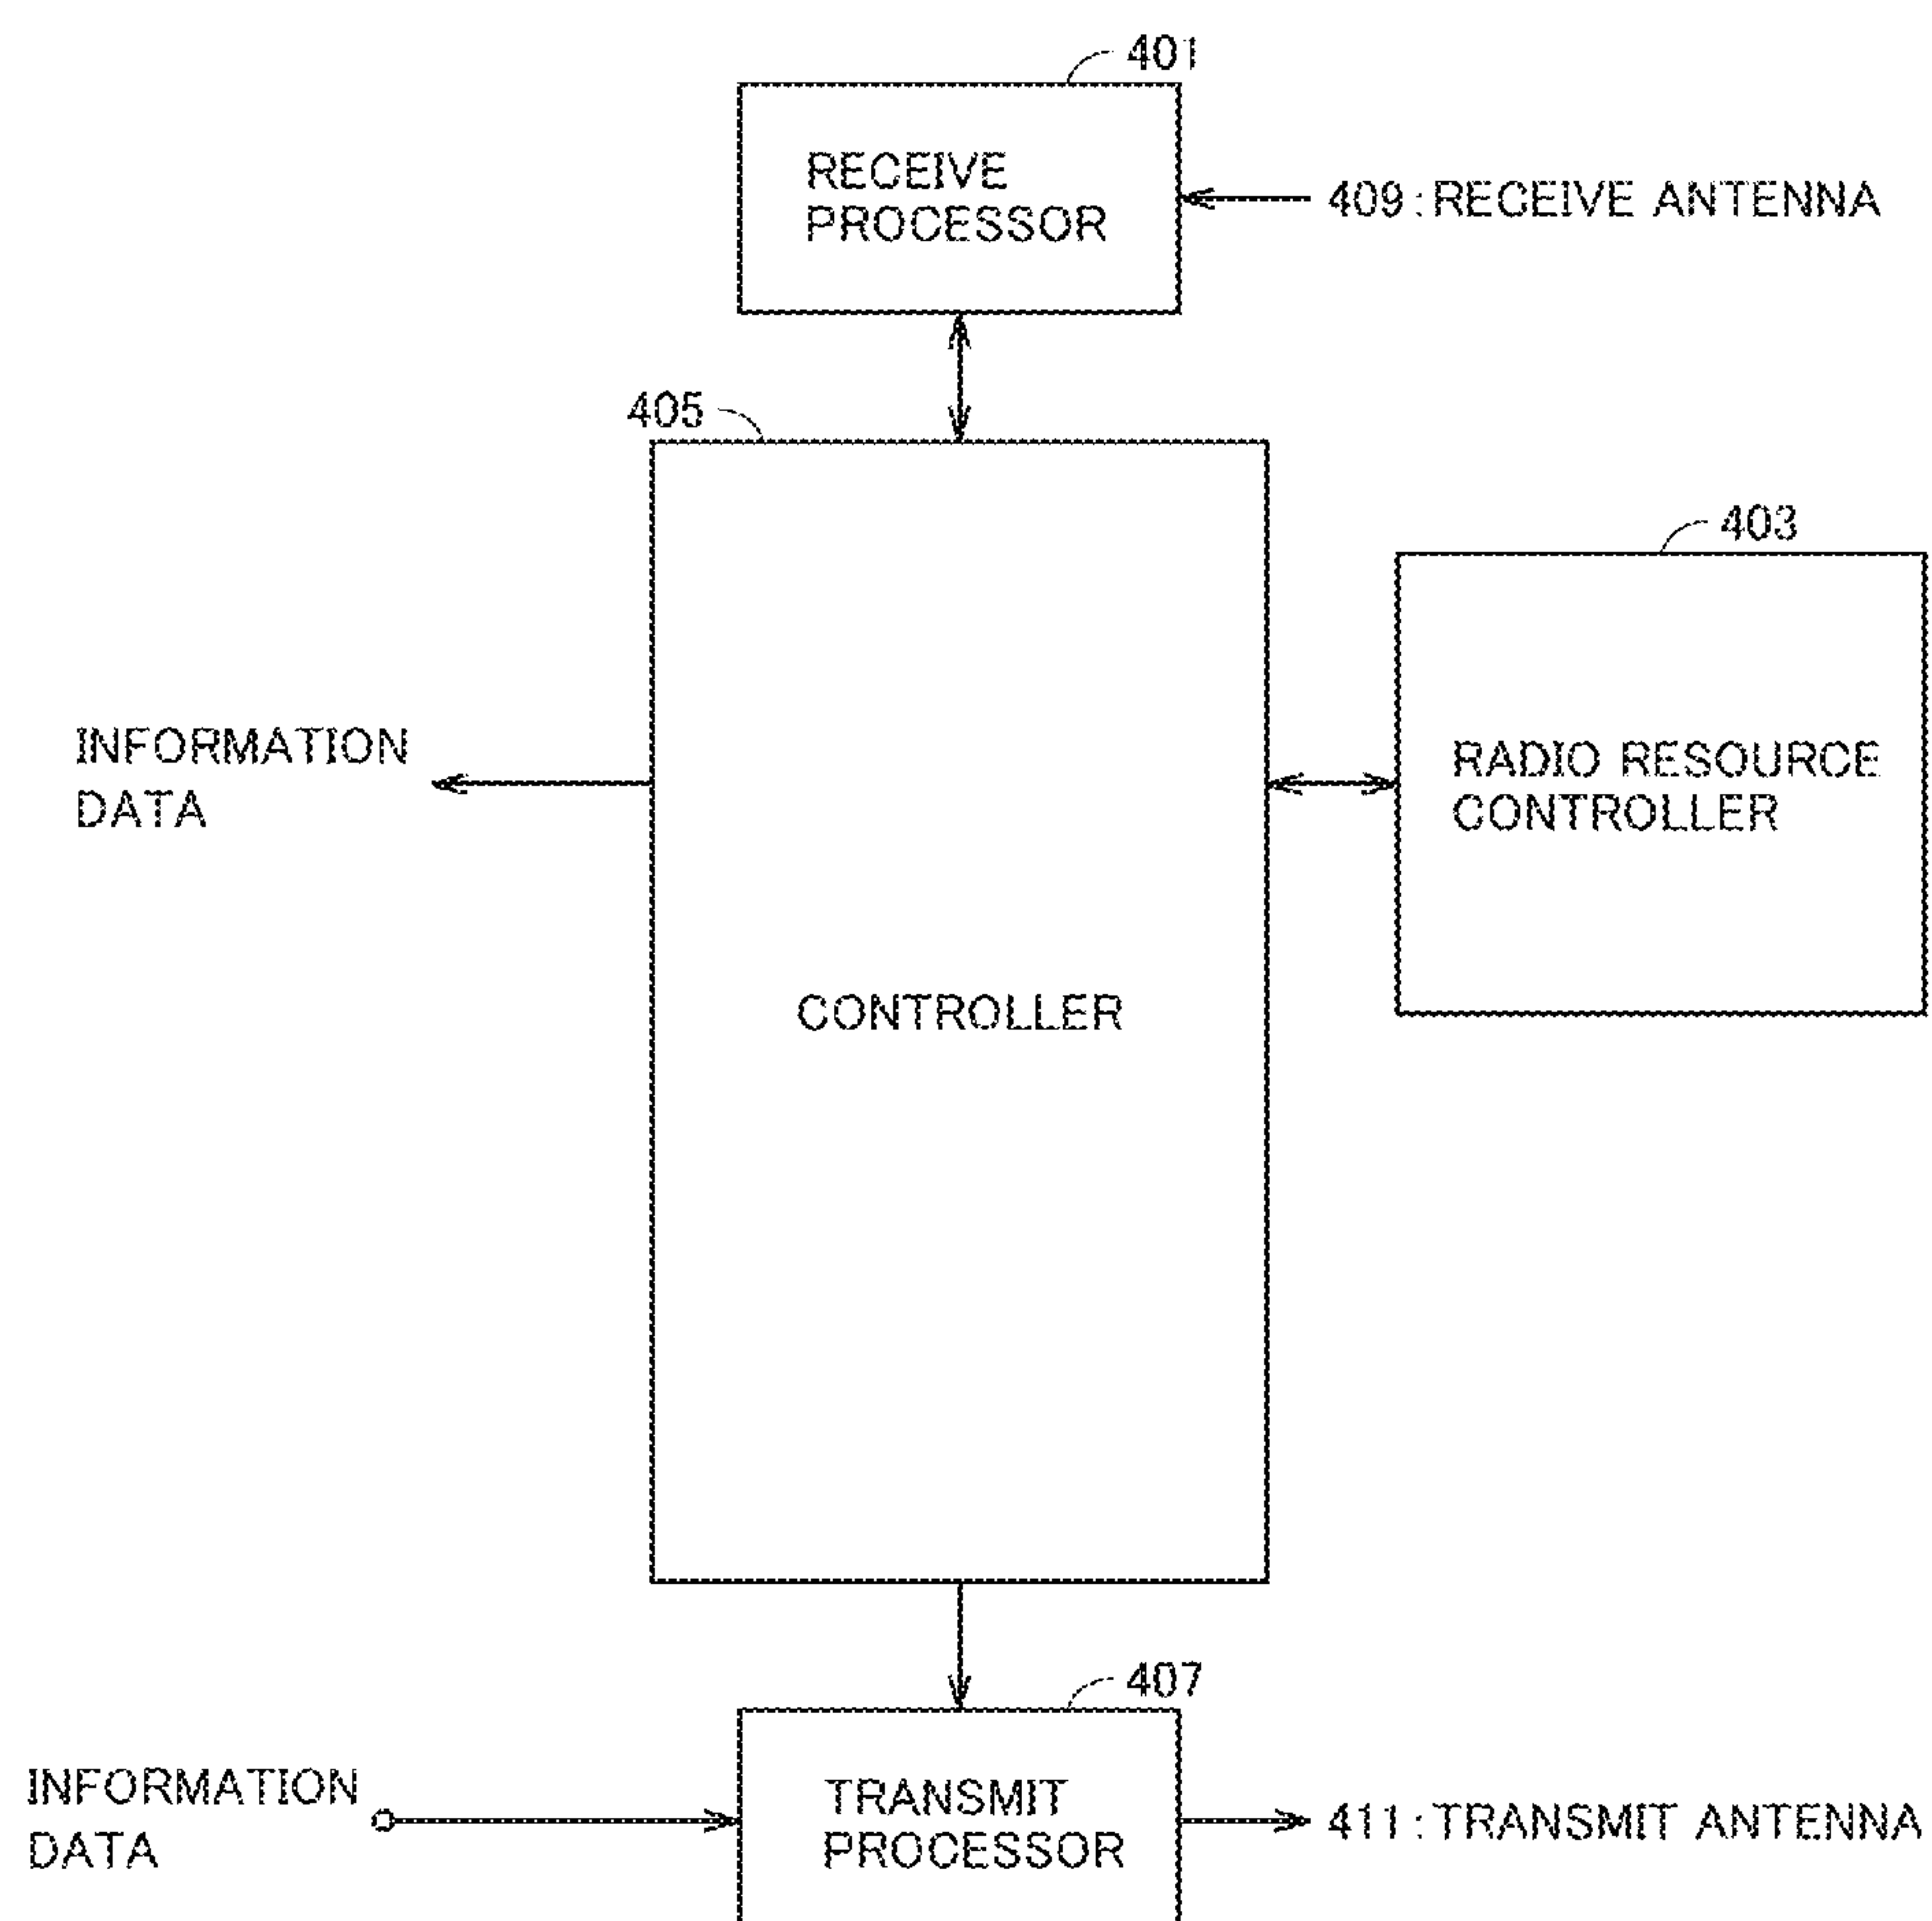 401
RECEIVE
PROCESSOR
409:RECEIVE ANTENNA
405
403
INFORMATION
DATA
RADIO RESOURCE
CONTROLLER
CONTROLLER
407
INFORMATION
DATA
TRANSMIT
PROCESSOR
411:TRANSMIT ANTENNA